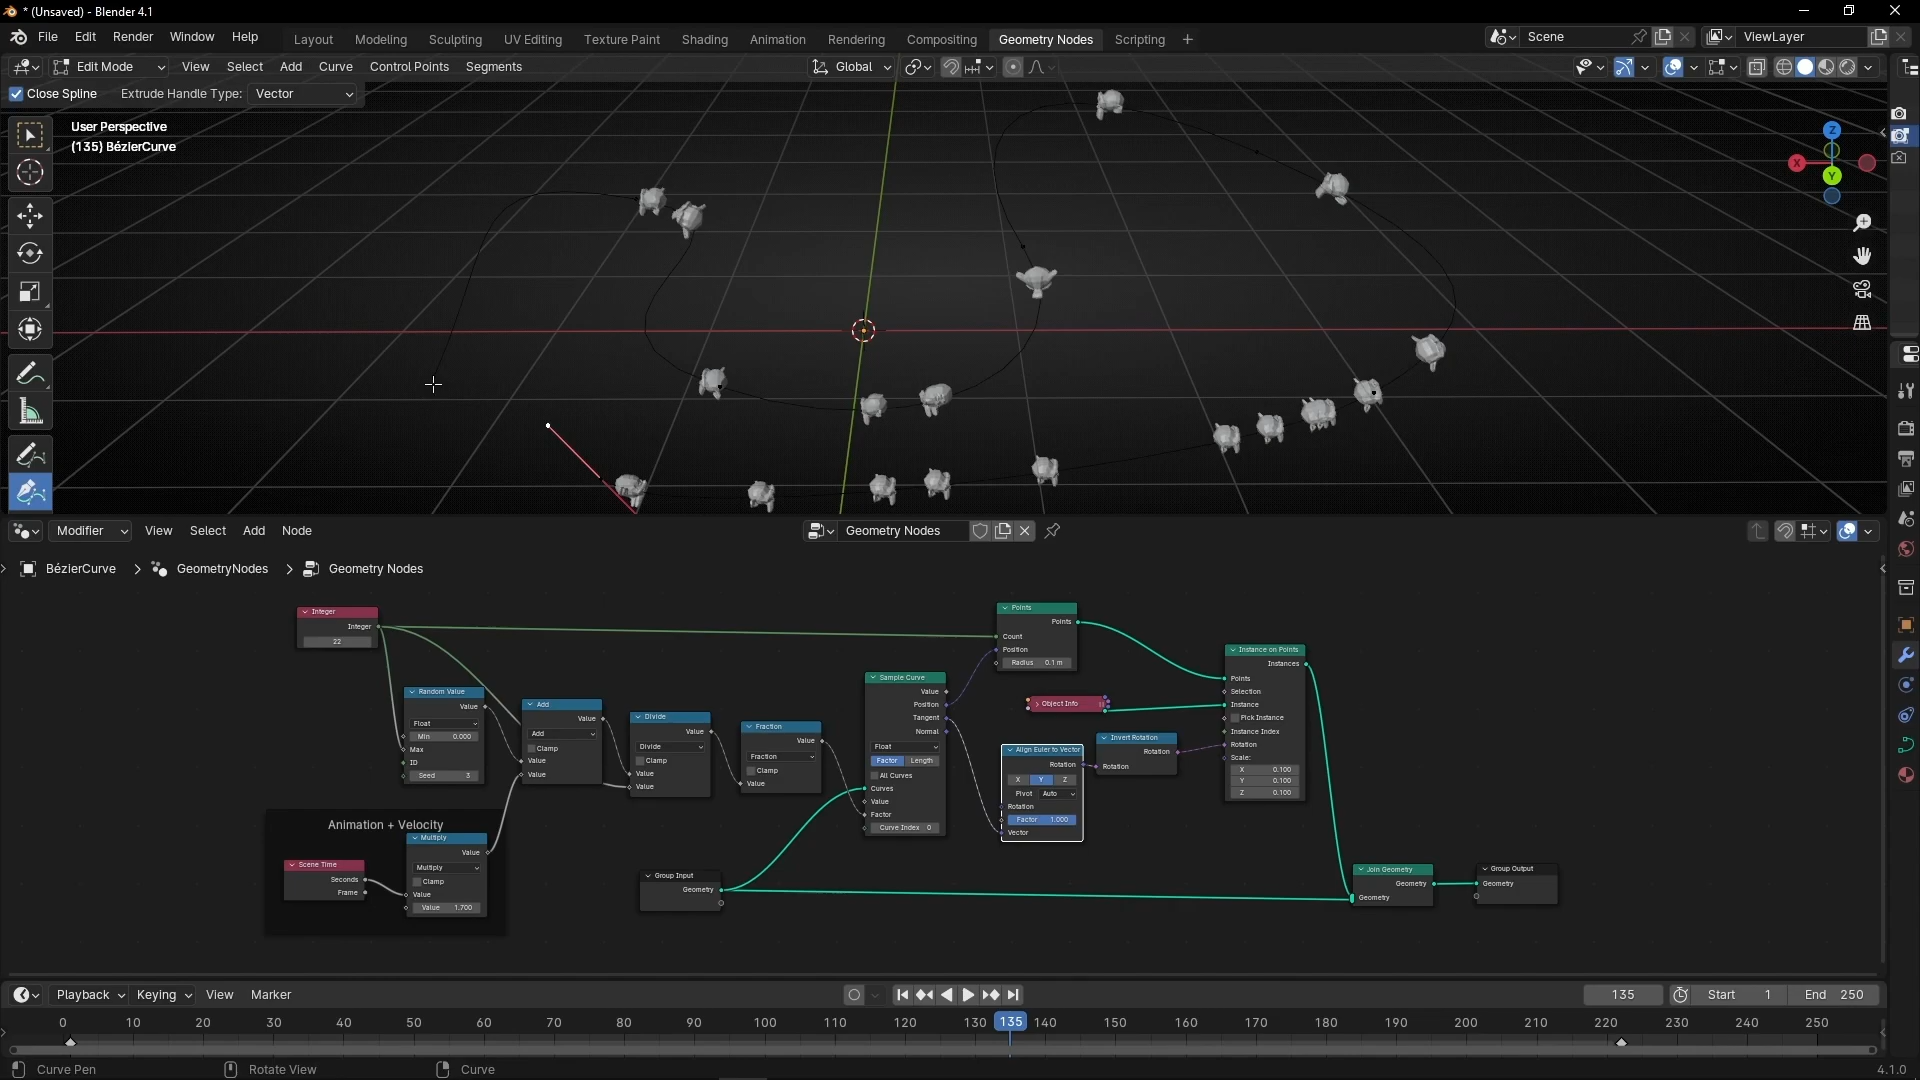 * (Unsaved) - Blender 4.1
File Edit Render Window Help Layout Modeling Sculpting UV Editing Texture Paint Shading Animation Rendering Compositing Geometry Nodes Scripting + Scene ViewLayer
Edit Mode View Select Add Curve Control Points Segments Global
Close Spline Extrude Handle Type: Vector
User Perspective
(135) BézierCurve
Z
X
Y
Modifier View Select Add Node Geometry Nodes
BézierCurve > GeometryNodes > Geometry Nodes
Integer
Integer
22
Random Value
Value
Float
Min 0.000
Max
ID
Seed 3
Add
Value
Add
Clamp
Value
Value
Divide
Value
Divide
Clamp
Value
Value
Fraction
Value
Fraction
Clamp
Value
Animation + Velocity
Scene Time
Seconds
Frame
Multiply
Value
Multiply
Clamp
Value
Value 1.700
Group Input
Geometry
Sample Curve
Value
Position
Tangent
Normal
Float
Factor Length
All Curves
Curves
Value
Factor
Curve Index 0
Points
Points
Count
Position
Radius 0.1 m
Object Info
Align Euler to Vector
Rotation
X Y Z
Pivot Auto
Rotation
Factor 1.000
Vector
Invert Rotation
Rotation
Rotation
Instance on Points
Instances
Points
Selection
Instance
Pick Instance
Instance Index
Rotation
Scale:
X 0.100
Y 0.100
Z 0.100
Join Geometry
Geometry
Geometry
Group Output
Geometry
Playback Keying View Marker 135 Start 1 End 250
0 10 20 30 40 50 60 70 80 90 100 110 120 130 135 140 150 160 170 180 190 200 210 220 230 240 250
Curve Pen Rotate View Curve 4.1.0